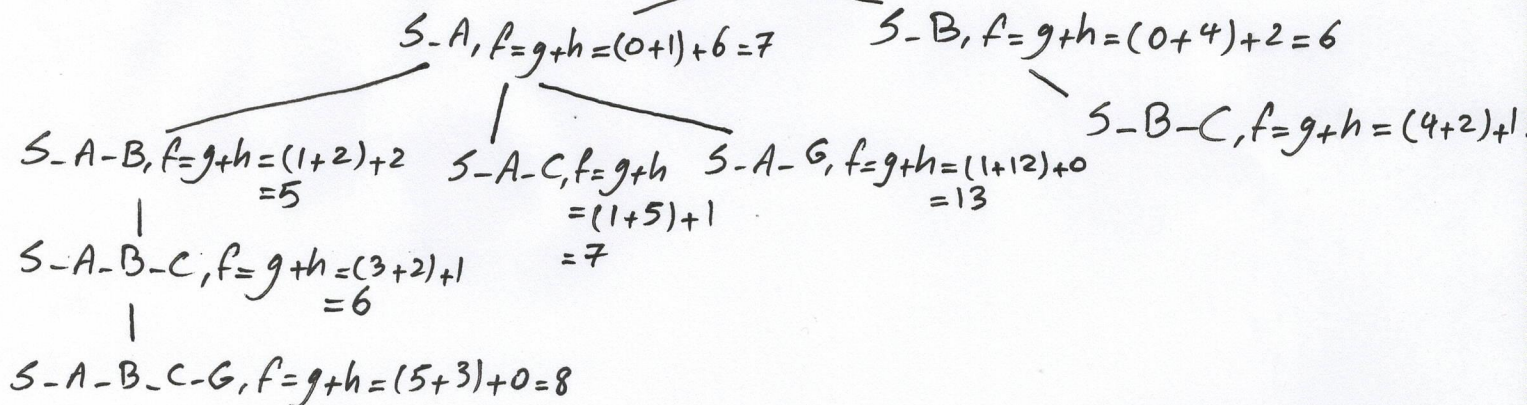 S-A, f=g+h=(0+1)+6=7
S-B, f=g+h=(0+4)+2=6
S-B-C, f=g+h=(4+2)+1
S-A-B, f=g+h=(1+2)+2
=5
S-A-C, f=g+h
=(1+5)+1
=7
S-A-G, f=g+h=(1+12)+0
=13
S-A-B-C, f=g+h=(3+2)+1
=6
S-A-B-C-G, f=g+h=(5+3)+0=8